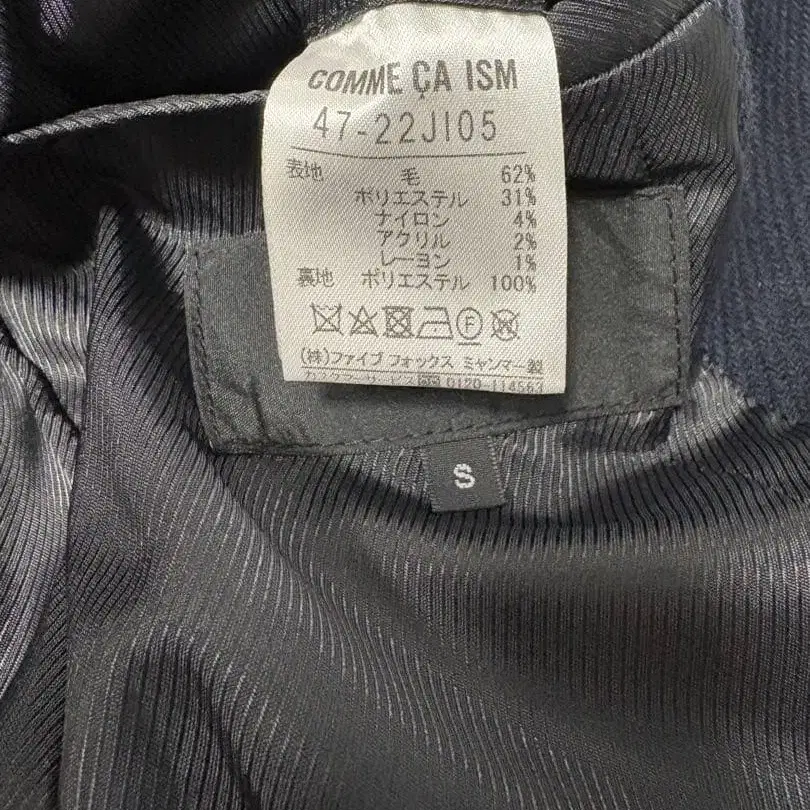 COMME ÇA ISM
47-22JI05
表地 毛 62%
ポリエステル 31%
ナイロン 4%
アクリル 2%
レーヨン 1%
裏地 ポリエステル 100%
F W
(株)ファイブ フォックス ミャンマー製
0120 114563
S